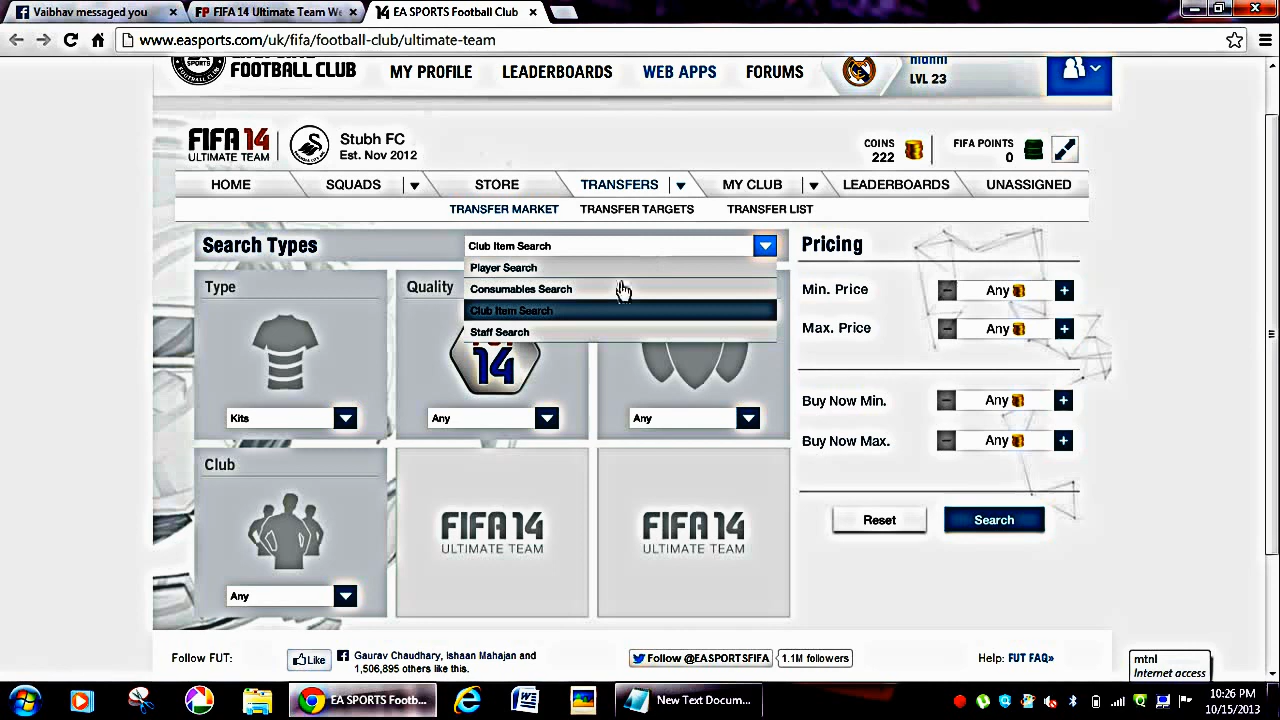 Vaibhav messaged you
FIFA 14 Ultimate Team We
EA SPORTS Football Club
www.easports.com/uk/fifa/football-club/ultimate-team
EA SPORTS
FOOTBALL CLUB
MY PROFILE
LEADERBOARDS
WEB APPS
FORUMS
LVL 23
FIFA 14
ULTIMATE TEAM
Stubh FC
Est. Nov 2012
COINS
222
FIFA POINTS
0
HOME
SQUADS
STORE
TRANSFERS
MY CLUB
LEADERBOARDS
UNASSIGNED
TRANSFER MARKET
TRANSFER TARGETS
TRANSFER LIST
Search Types
Club Item Search
Player Search
Consumables Search
Club Item Search
Staff Search
Type
Kits
Quality
14
Any
Any
Club
Any
FIFA 14
ULTIMATE TEAM
FIFA 14
ULTIMATE TEAM
Pricing
Min. Price
Any
Max. Price
Any
Buy Now Min.
Any
Buy Now Max.
Any
Reset
Search
Follow FUT:
Like
Gaurav Chaudhary, Ishaan Mahajan and
1,506,895 others like this.
Follow @EASPORTSFIFA
1.1M followers
Help: FUT FAQ»
mtnl
Internet access
EA SPORTS Footb...
New Text Docum...
10:26 PM
10/15/2013